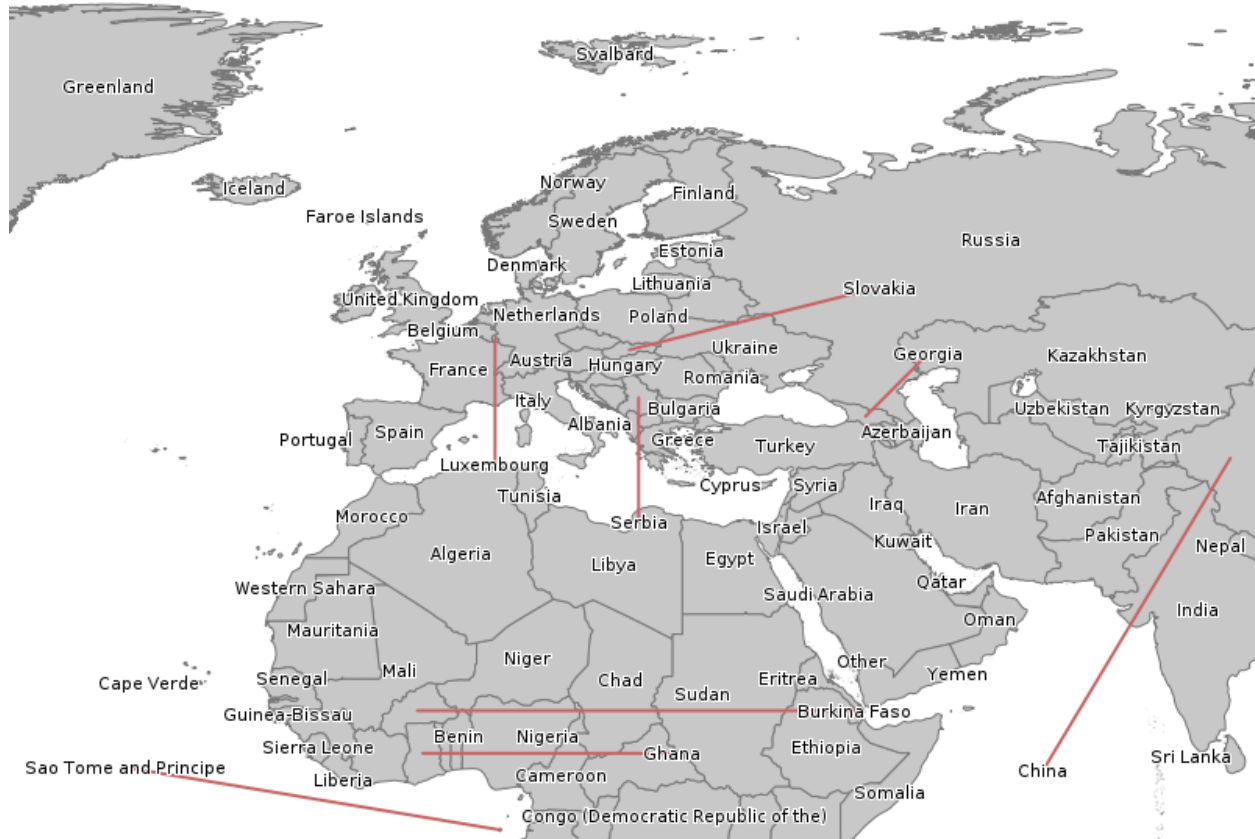 Svalbard
Greenland
Norway
Iceland
Finland
Faroe Islands
Sweden
Russia
Estonia
Denmark
Lithuania
Slovakia
United Kingdom
Netherlands
Poland
Belgium
Ukraine
Georgia
Kazakhstan
Austria
Hungary
France
Romania
Italy
Bulgaria
Uzbekistan
Kyrgyzstan
Albania
Spain
Azerbaijan
Portugal
Greece
Turkey
Tajikistan
Luxembourg
Cyprus
Syria
Tunisia
Afghanistan
Morocco
Iraq
Iran
Serbia
Israel
Pakistan
Kuwait
Nepal
Algeria
Libya
Egypt
Qatar
Western Sahara
Saudi Arabia
India
Oman
Mauritania
Niger
Other
Mali
Yemen
Senegal
Chad
Eritrea
Cape Verde
Sudan
Guinea-Bissau
Burkina Faso
Benin
Nigeria
Sierra Leone
Ethiopia
Ghana
Sri Lanka
Sao Tome and Principe
China
Cameroon
Liberia
Somalia
Congo (Democratic Republic of the)